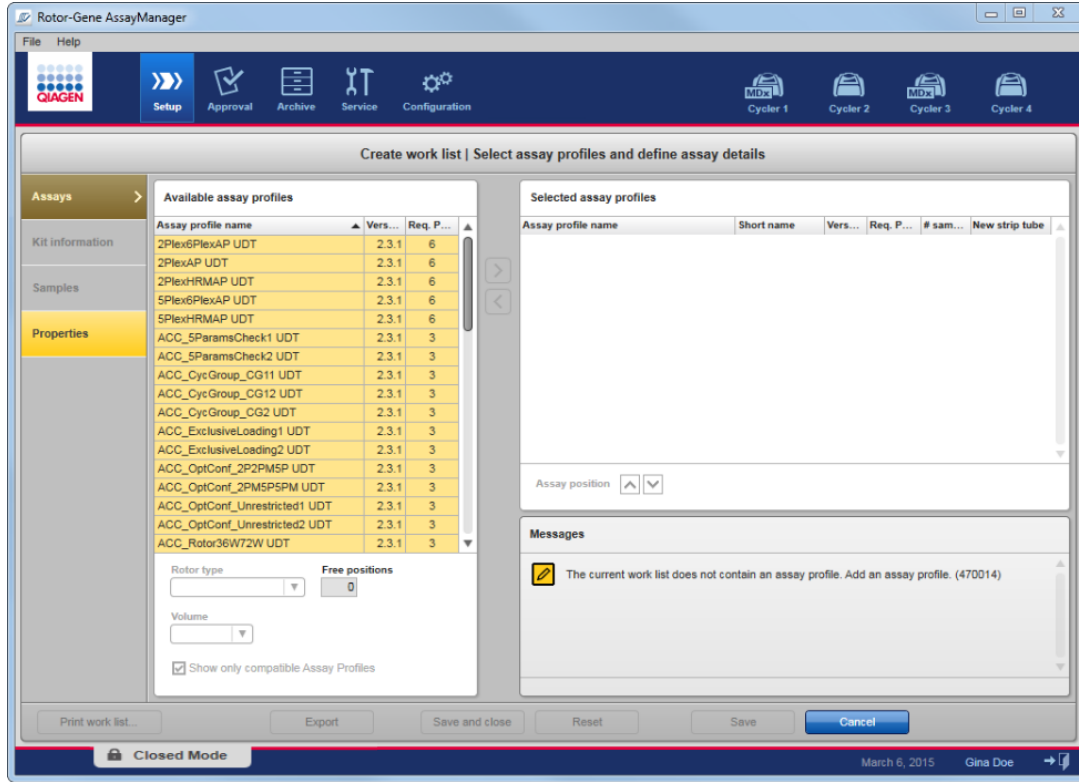 Rotor-Gene AssayManager
File Help
QIAGEN
Setup Approval Archive Service Configuration
MDx MDx
Cycler 1 Cycler 2 Cycler 3 Cycler 4
Create work list | Select assay profiles and define assay details
Assays
Kit information
Samples
Properties
Available assay profiles
Assay profile name Vers... Req. P...
2Plex6PlexAP UDT 2.3.1 6
2PlexAP UDT 2.3.1 6
2PlexHRMAP UDT 2.3.1 6
5Plex6PlexAP UDT 2.3.1 6
5PlexHRMAP UDT 2.3.1 6
ACC_5ParamsCheck1 UDT 2.3.1 3
ACC_5ParamsCheck2 UDT 2.3.1 3
ACC_CycGroup_CG11 UDT 2.3.1 3
ACC_CycGroup_CG12 UDT 2.3.1 3
ACC_CycGroup_CG2 UDT 2.3.1 3
ACC_ExclusiveLoading1 UDT 2.3.1 3
ACC_ExclusiveLoading2 UDT 2.3.1 3
ACC_OptConf_2P2PM5P UDT 2.3.1 3
ACC_OptConf_2PM5P5PM UDT 2.3.1 3
ACC_OptConf_Unrestricted1 UDT 2.3.1 3
ACC_OptConf_Unrestricted2 UDT 2.3.1 3
ACC_Rotor36W72W UDT 2.3.1 3
Rotor type Free positions
0
Volume
Show only compatible Assay Profiles
Selected assay profiles
Assay profile name Short name Vers... Req. P... # sam... New strip tube
Assay position
Messages
The current work list does not contain an assay profile. Add an assay profile. (470014)
Print work list... Export Save and close Reset Save Cancel
Closed Mode March 6, 2015 Gina Doe